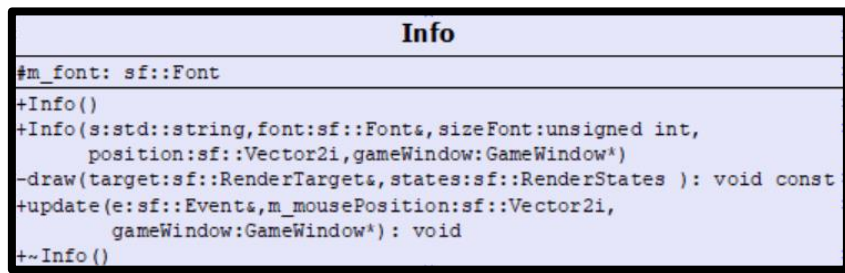 Info
#m_font: sf::Font
+Info()
+Info(s:std::string,font:sf::Font&,sizeFont:unsigned int,
position:sf::Vector2i,gameWindow:GameWindow*)
-draw(target:sf::RenderTarget&,states:sf::RenderStates ): void const
+update(e:sf::Event&,m_mousePosition:sf::Vector2i,
gameWindow:GameWindow*): void
+~Info()